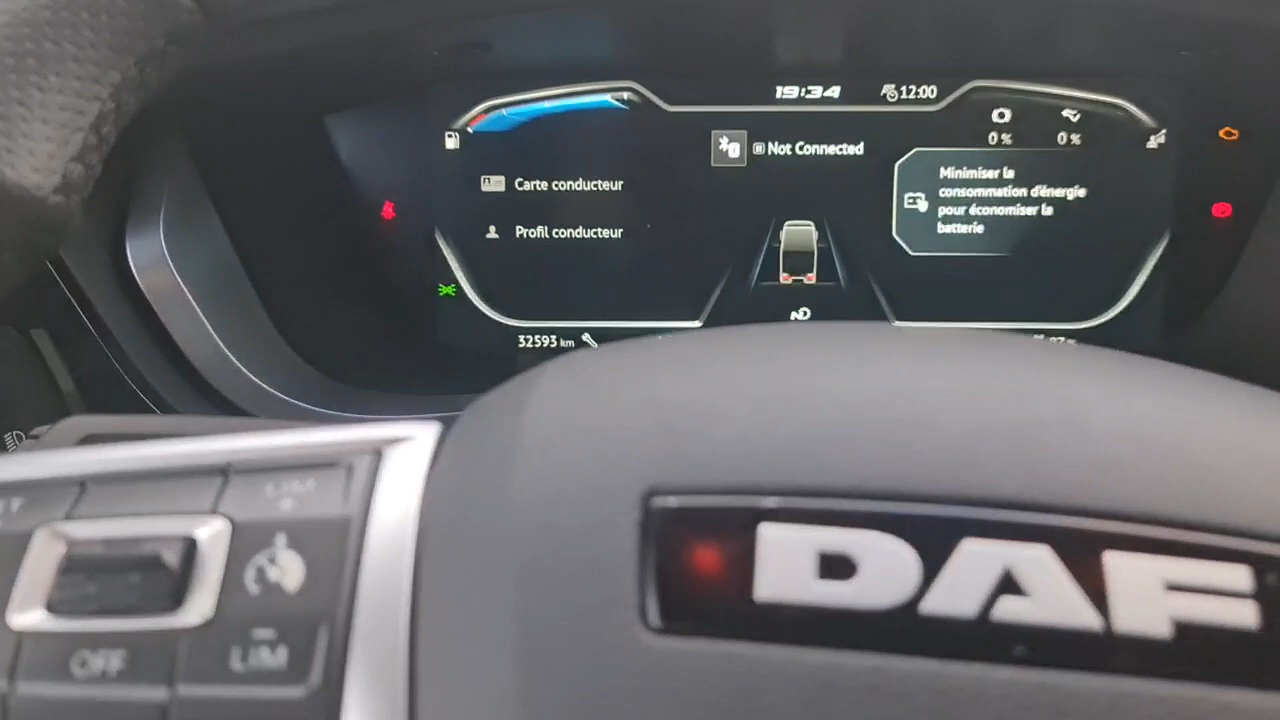 19:34
12:00
0 %
0 %
Not Connected
Carte conducteur
Profil conducteur
Minimiser la
consommation d'énergie
pour économiser la
batterie
32593 km
DAF
OFF
LIM